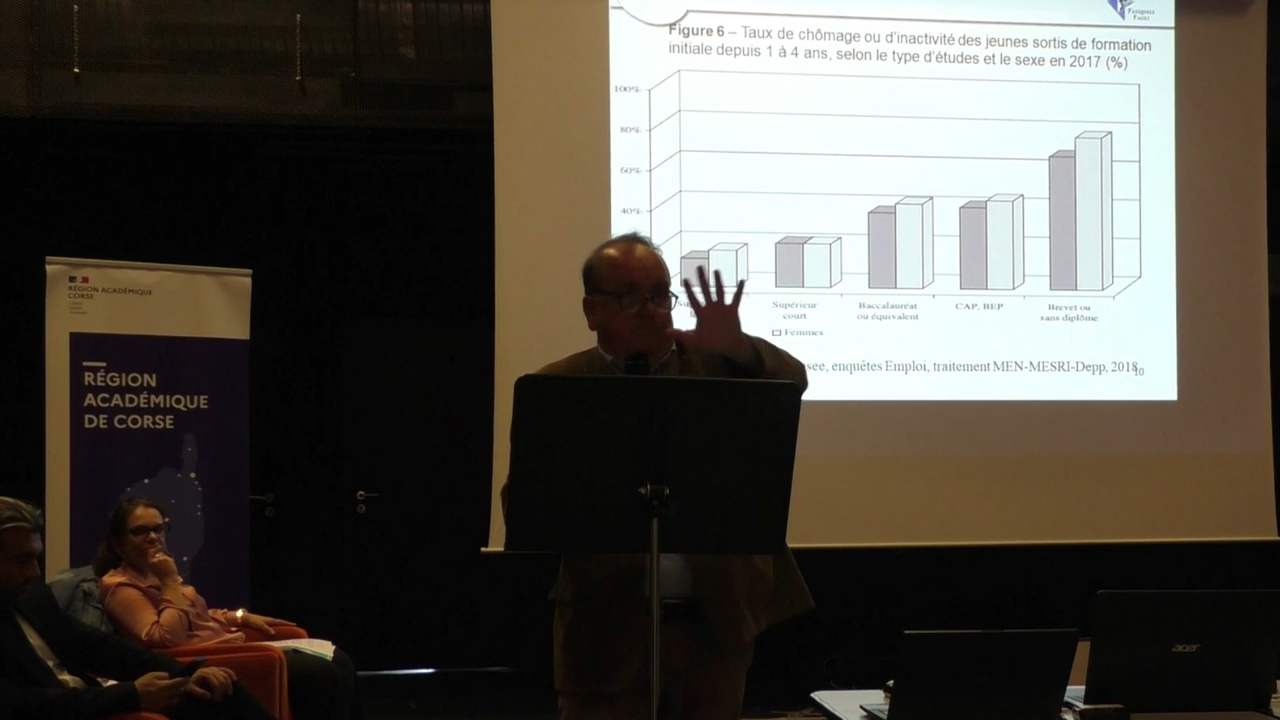 Passeport
Figure 6 – Taux de chômage ou d'inactivité des jeunes sortis de formation
initiale depuis 1 à 4 ans, selon le type d'études et le sexe en 2017 (%)
100%
80%
60%
40%
Supérieur
court
Baccalauréat
ou équivalent
CAP, BEP
Brevet ou
sans diplôme
Femmes
see, enquêtes Emploi, traitement MEN-MESRI-Depp, 2018
10
RÉGION ACADÉMIQUE
CORSE
RÉGION
ACADÉMIQUE
DE CORSE
acer